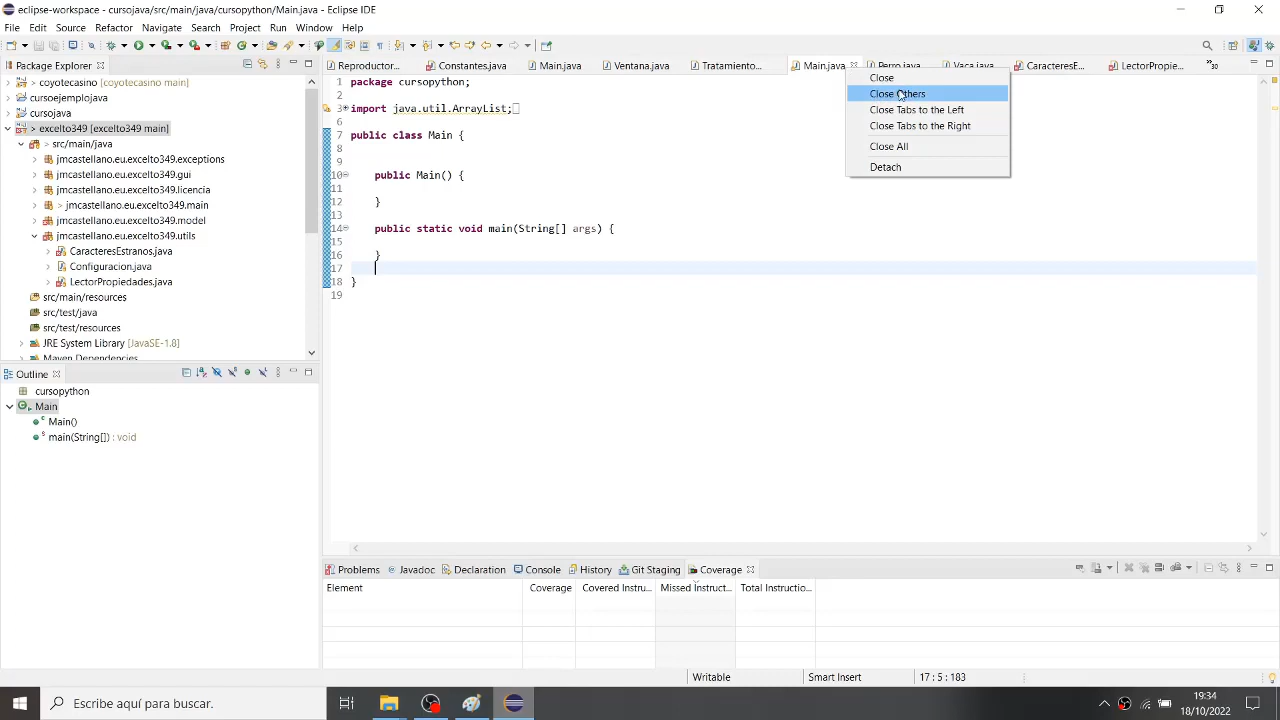 eclipse-workspace - cursojava/src/main/java/cursopython/Main.java - Eclipse IDE
File Edit Source Refactor Navigate Search Project Run Window Help
Package Explorer
Reproductor... Constantes.java Main.java Ventana.java Tratamiento... Main.java Perro.java Vaca.java CaracteresE... LectorPropie... »30
coyotecasino [coyotecasino main]
cursoejemplojava
cursojava
> excelto349 [excelto349 main]
src/main/java
jmcastellano.eu.excelto349.exceptions
jmcastellano.eu.excelto349.gui
jmcastellano.eu.excelto349.licencia
> jmcastellano.eu.excelto349.main
jmcastellano.eu.excelto349.model
jmcastellano.eu.excelto349.utils
CaracteresEstranos.java
Configuracion.java
LectorPropiedades.java
src/main/resources
src/test/java
src/test/resources
JRE System Library [JavaSE-1.8]
Maven Dependencies
1 package cursopython;
2
3 import java.util.ArrayList;
6
7 public class Main {
8
9
10 public Main() {
11
12 }
13
14 public static void main(String[] args) {
15
16 }
17
18 }
19
Close
Close Others
Close Tabs to the Left
Close Tabs to the Right
Close All
Detach
Outline
cursopython
Main
Main()
main(String[]) : void
Problems Javadoc Declaration Console History Git Staging Coverage
Element Coverage Covered Instru... Missed Instruct... Total Instructio...
Writable Smart Insert 17 : 5 : 183
Escribe aquí para buscar.
19:34
18/10/2022